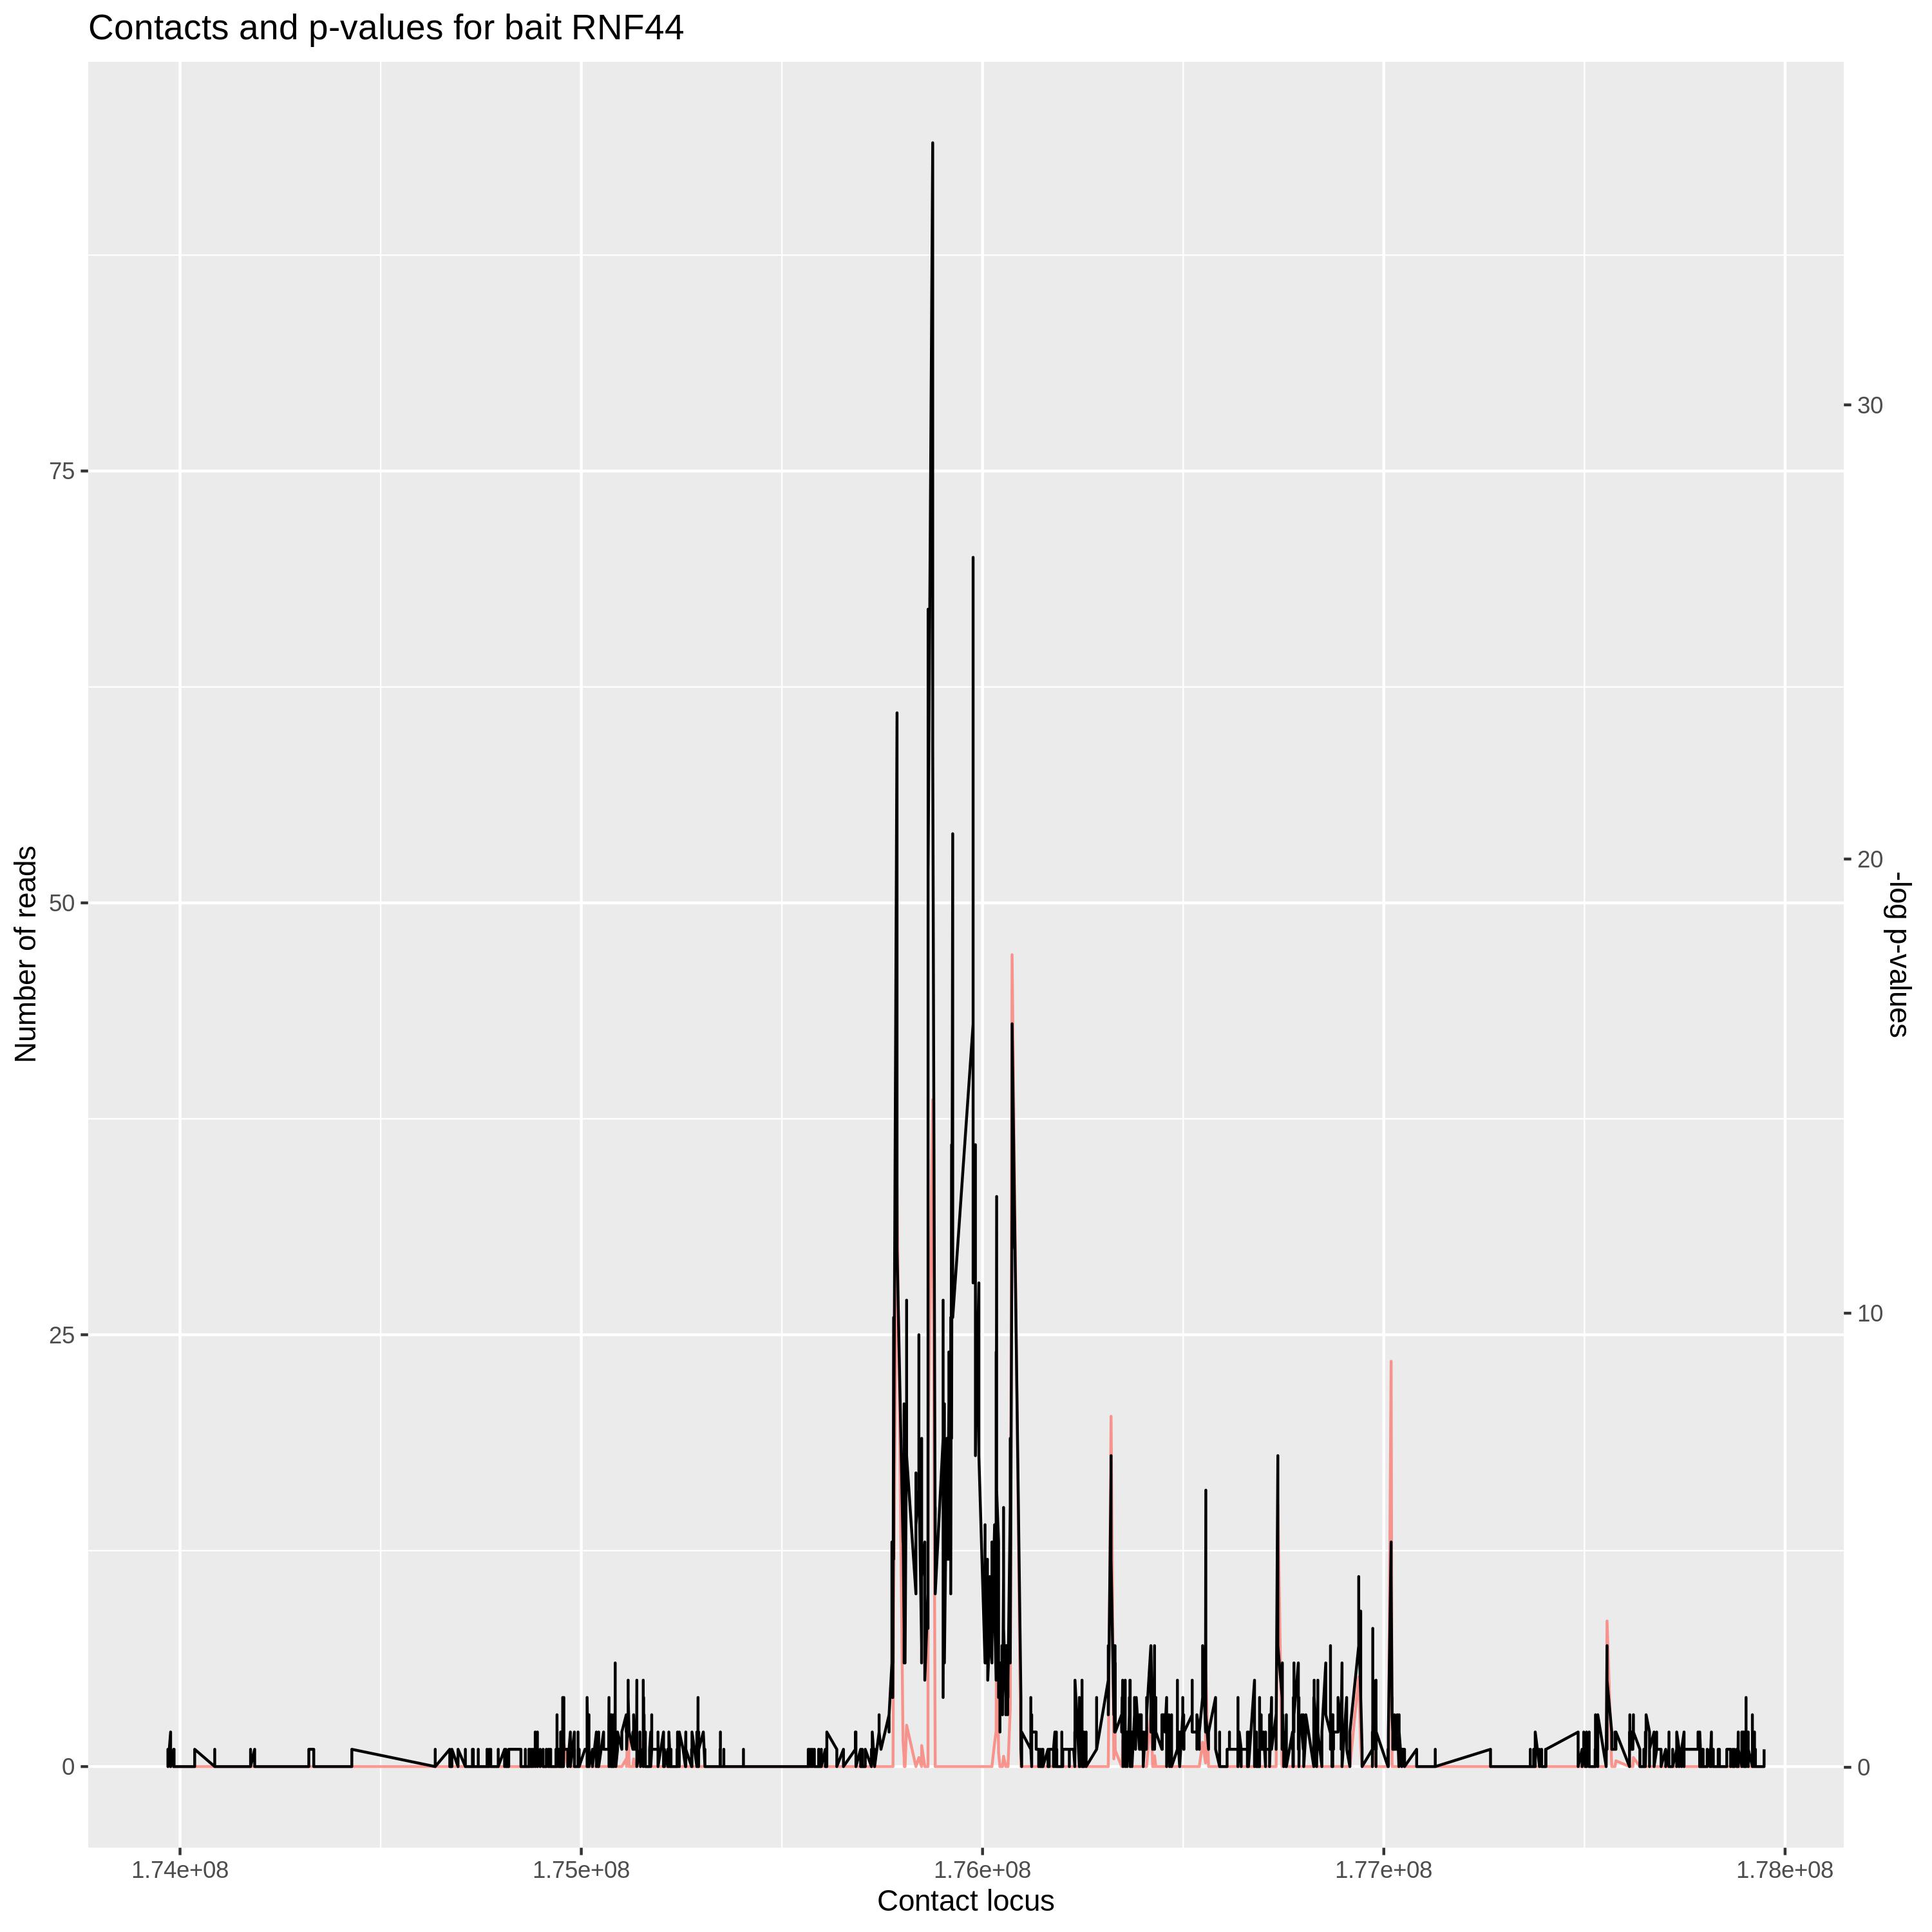 Contacts and p-values for bait RNF44
Number of reads
75
50
25
0
30
20
10
0
-log p-values
1.74e+08 1.75e+08 1.76e+08 1.77e+08 1.78e+08
Contact locus